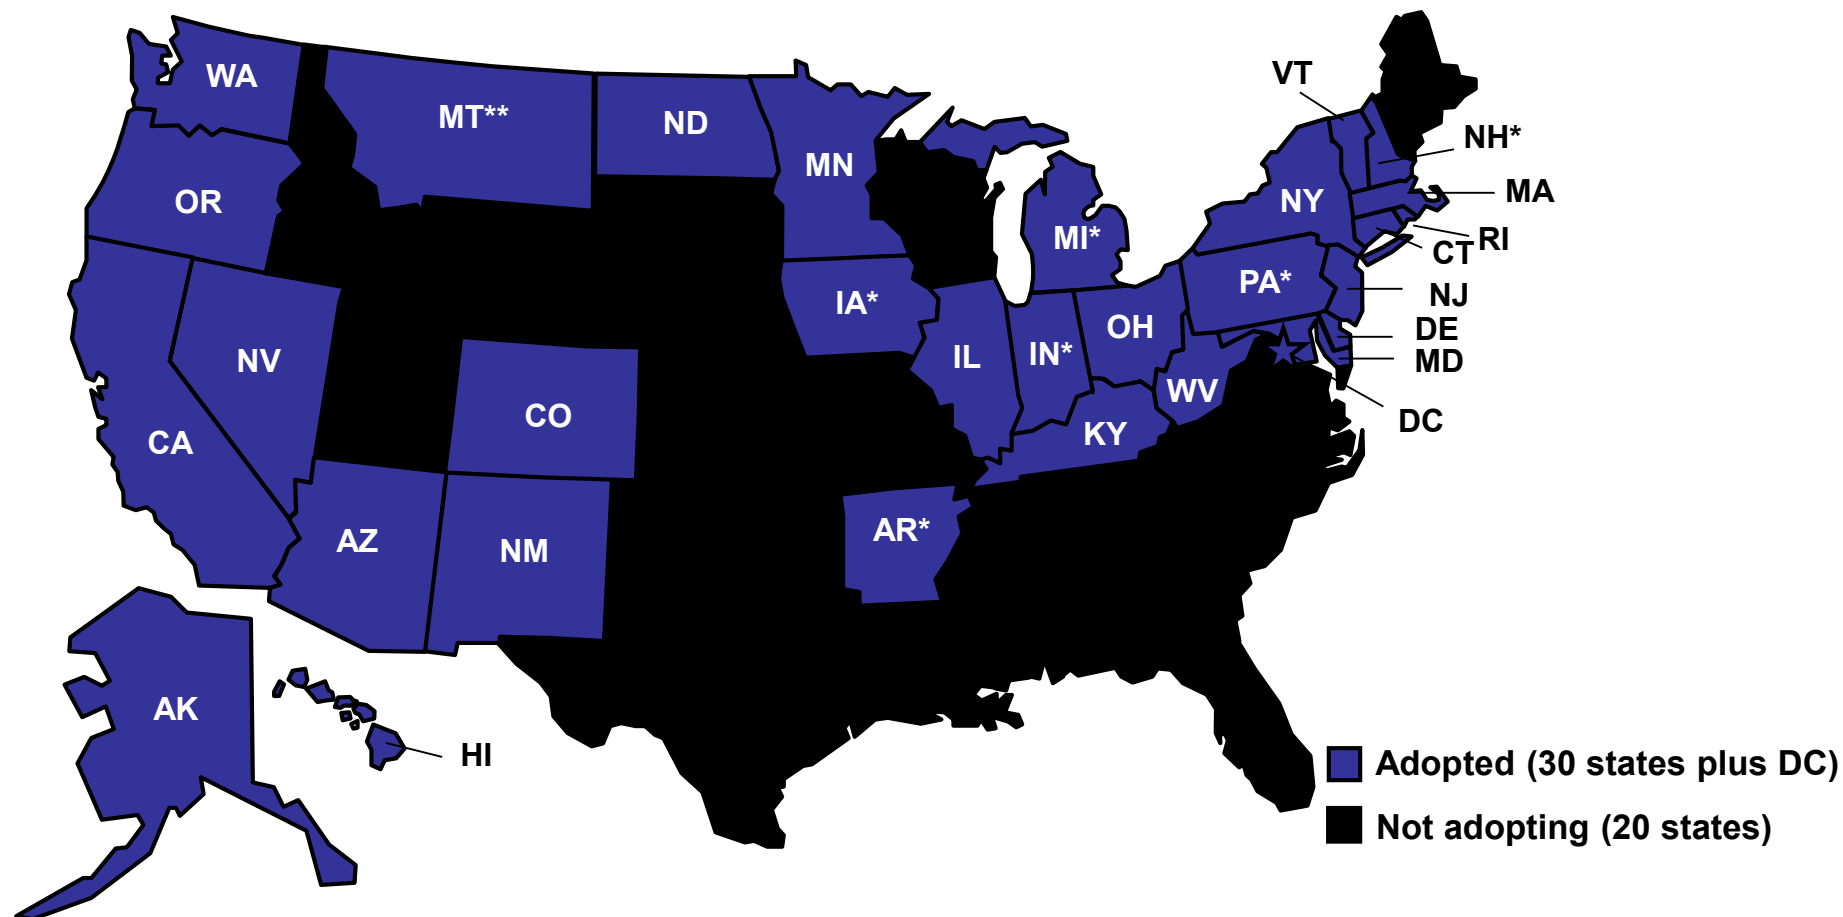 VT
WA
MT**
ND
NH*
MN
MA
OR
NY
MI*
RI
CT
PA*
NJ
IA*
OH
DE
IN*
IL
NV
MD
WV
CO
DC
KY
CA
AR*
AZ
NM
AK
HI
Adopted (30 states plus DC)
Not adopting (20 states)